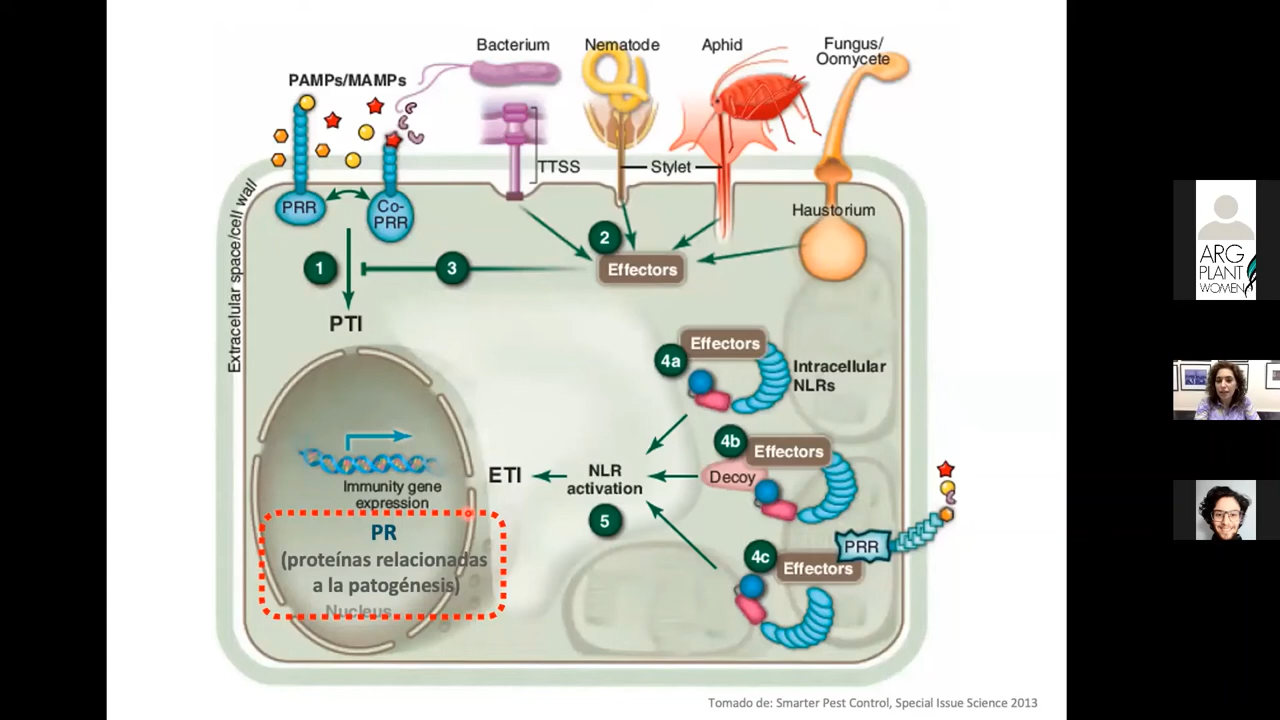 Bacterium
Nematode
Aphid
Fungus/
Oomycete
PAMPs/MAMPs
TTSS
Stylet
PRR
Co-
PRR
Haustorium
Extracelular space/cell wall
2
Effectors
1
3
PTI
4a
Effectors
Intracellular
NLRs
4b
Effectors
Decoy
ETI
NLR
activation
5
Immunity gene
expression
PR
(proteínas relacionadas
a la patogénesis)
Nucleus
4c
Effectors
PRR
Tomado de: Smarter Pest Control, Special Issue Science 2013
ARG
PLANT
WOMEN